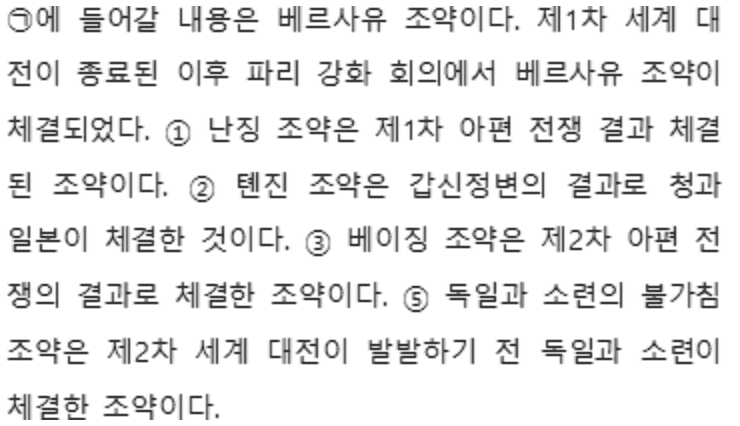 ㉠에 들어갈 내용은 베르사유 조약이다. 제1차 세계 대
전이 종료된 이후 파리 강화 회의에서 베르사유 조약이
체결되었다. ① 난징 조약은 제1차 아편 전쟁 결과 체결
된 조약이다. ② 톈진 조약은 갑신정변의 결과로 청과
일본이 체결한 것이다. ③ 베이징 조약은 제2차 아편 전
쟁의 결과로 체결한 조약이다. ⑤ 독일과 소련의 불가침
조약은 제2차 세계 대전이 발발하기 전 독일과 소련이
체결한 조약이다.